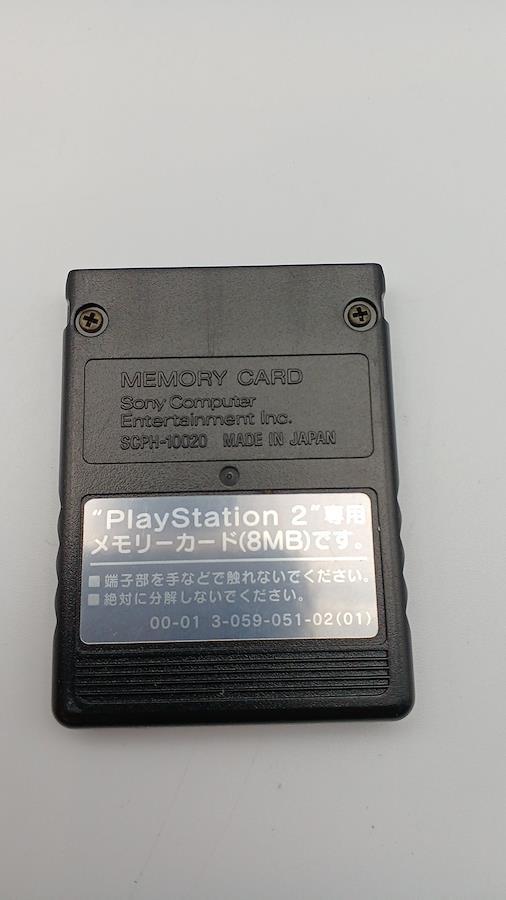 MEMORY CARD
Sony Computer
Entertainment Inc.
SCPH-10020 MADE IN JAPAN
“PlayStation 2”専用
メモリーカード(8MB)です。
■端子部を手などで触れないでください。
■絶対に分解しないでください。
00-01 3-059-051-02(01)